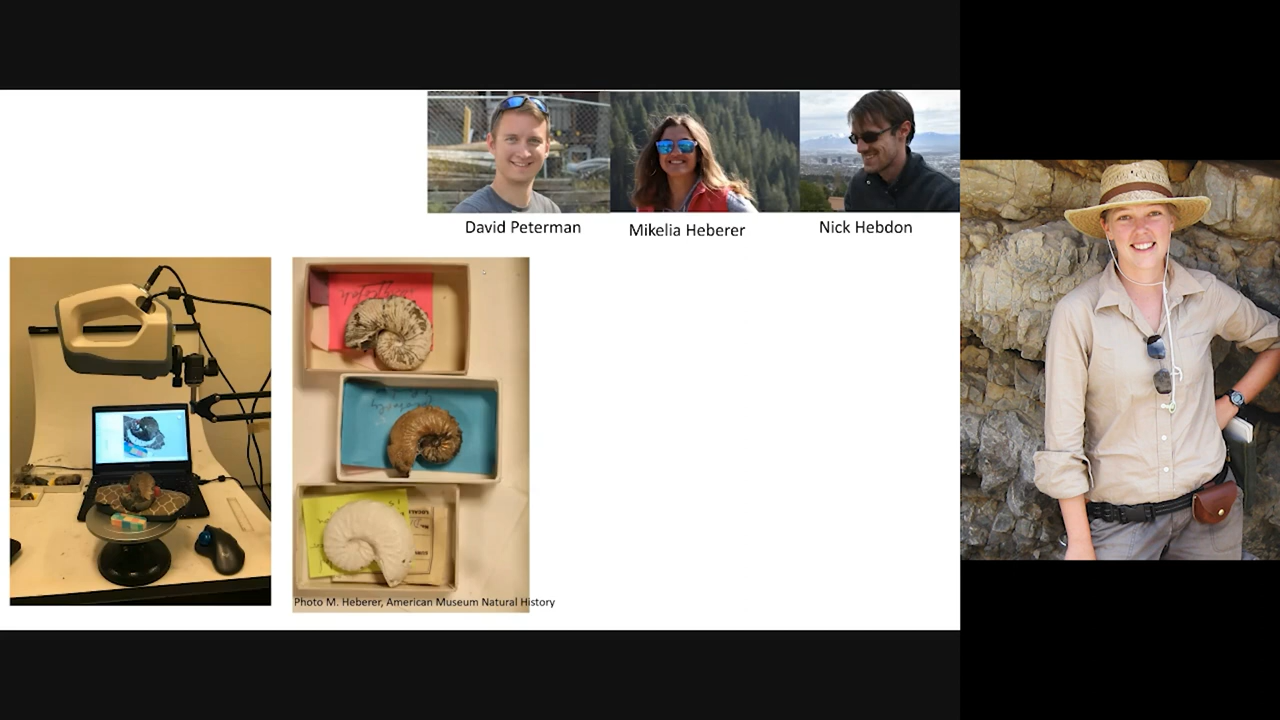 David Peterman
Mikelia Heberer
Nick Hebdon
Photo M. Heberer, American Museum Natural History